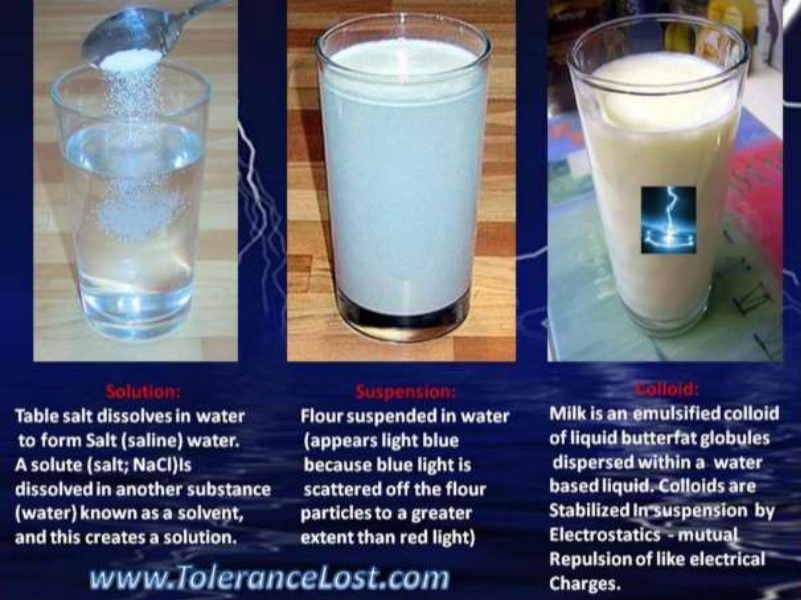 Solution:
Table salt dissolves in water
to form Salt (saline) water.
A solute (salt; NaCl)Is
dissolved in another substance
(water) known as a solvent,
and this creates a solution.
Suspension:
Flour suspended in water
(appears light blue
because blue light is
scattered off the flour
particles to a greater
extent than red light)
Colloid:
Milk is an emulsified colloid
of liquid butterfat globules
dispersed within a water
based liquid. Colloids are
Stabilized In suspension by
Electrostatics - mutual
Repulsion of like electrical
Charges.
www.ToleranceLost.com